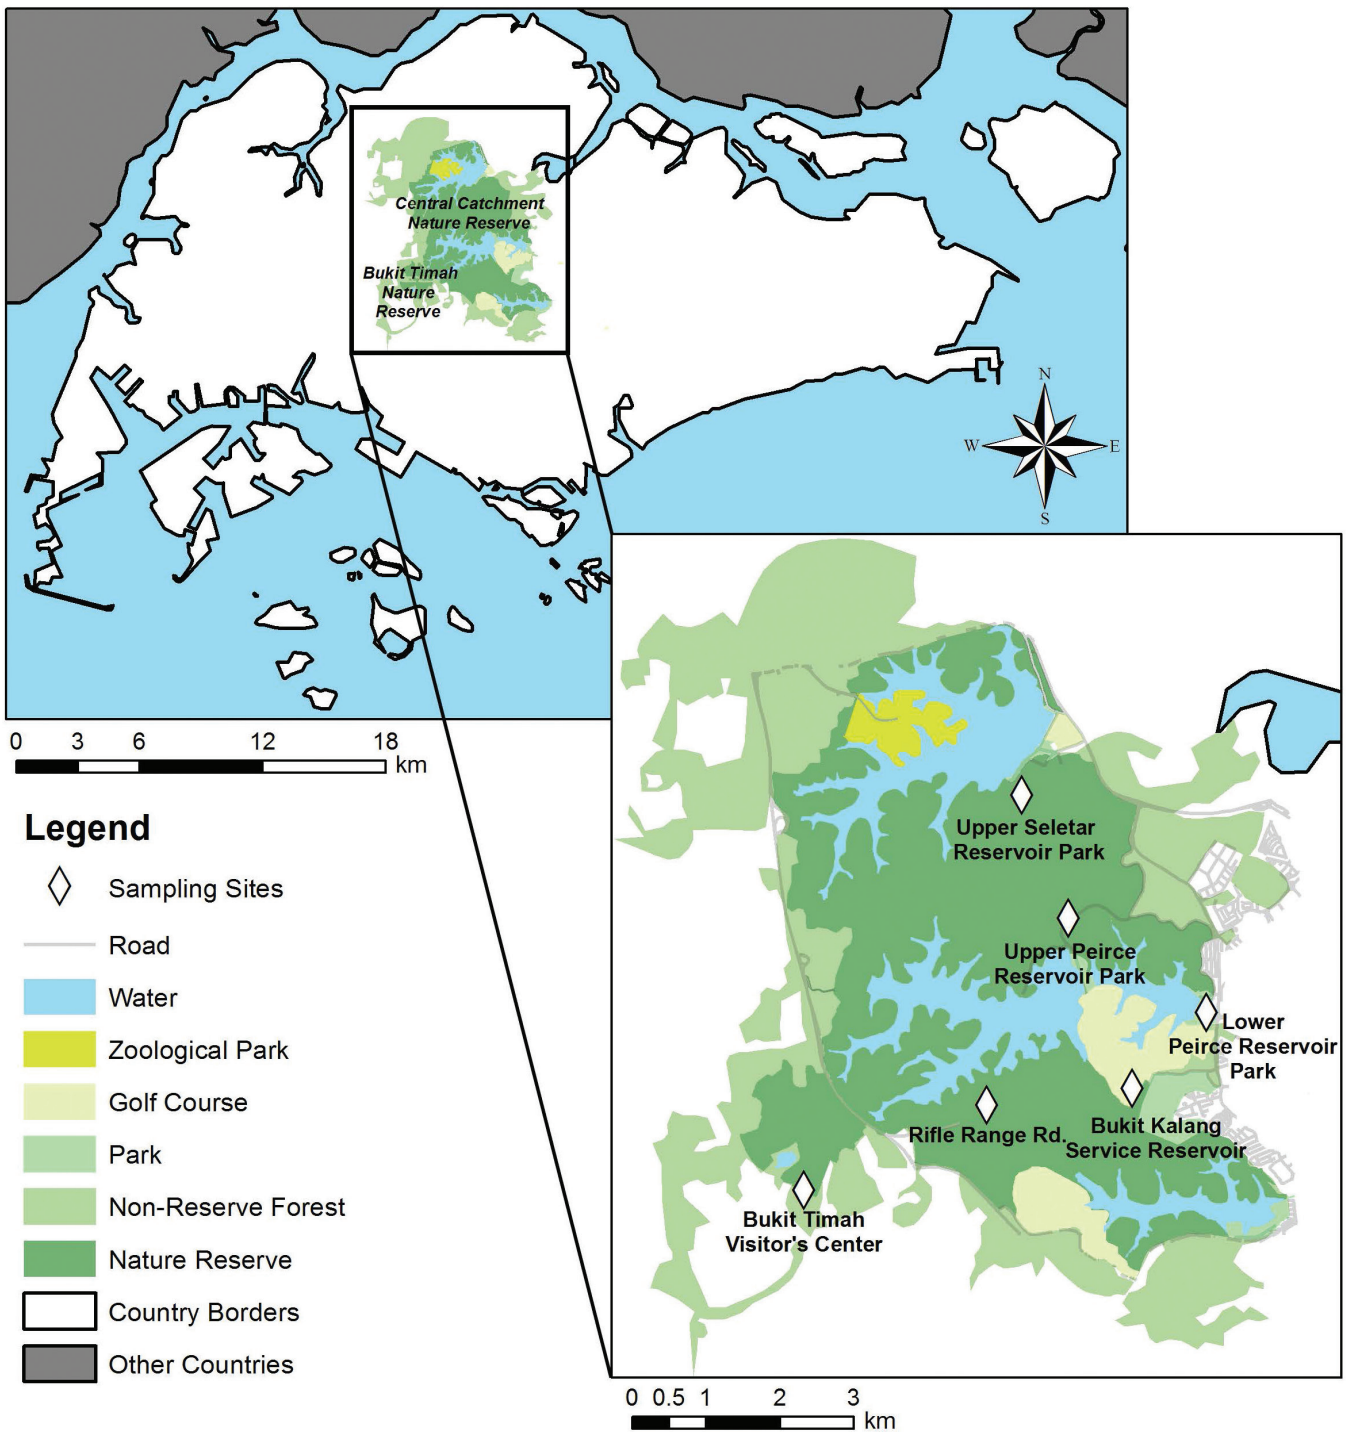 Central Catchment
Nature Reserve
Bukit Timah
Nature
Reserve
N
W
E
S
0 3 6 12 18
km
Legend
Sampling Sites
Road
Water
Zoological Park
Golf Course
Park
Non-Reserve Forest
Nature Reserve
Country Borders
Other Countries
Upper Seletar
Reservoir Park
Upper Peirce
Reservoir Park
Lower
Peirce Reservoir
Park
Rifle Range Rd.
Bukit Kalang
Service Reservoir
Bukit Timah
Visitor's Center
0 0.5 1 2 3
km